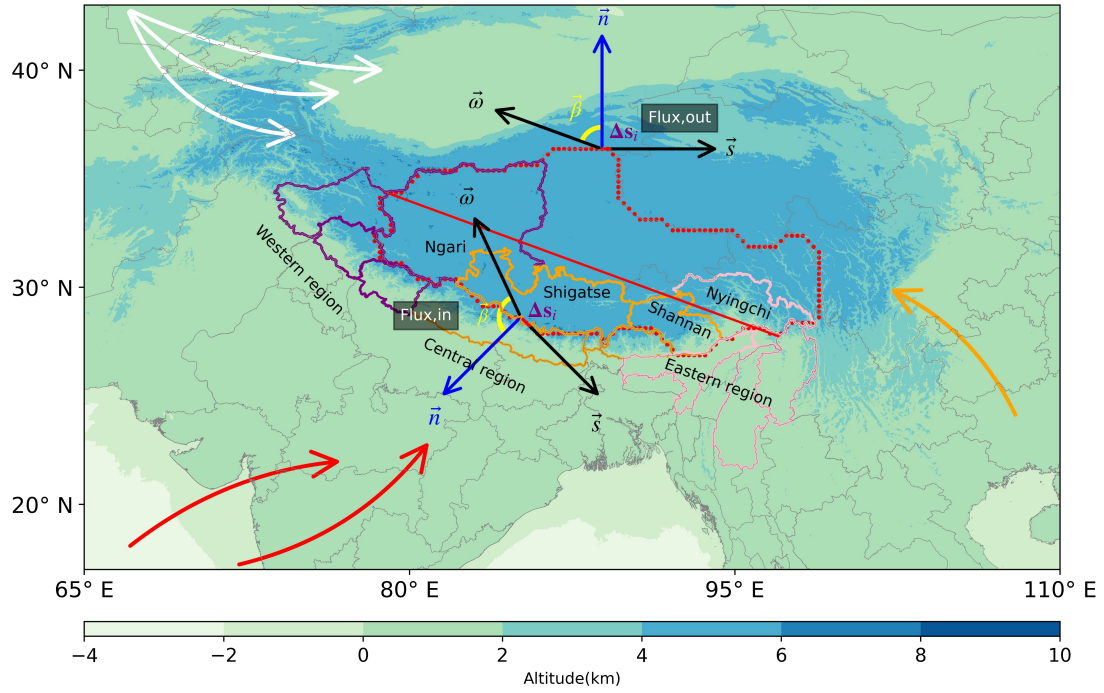 40° N
30° N
20° N
65° E
80° E
95° E
110° E
n⃗
ω⃗
β⃗
Δs_i
Flux,out
s⃗
ω⃗
Ngari
Western region
Shigatse
Nyingchi
Shannan
Flux,in
β⃗
Δs_i
Central region
Eastern region
n⃗
s⃗
−4
−2
0
2
4
6
8
10
Altitude(km)